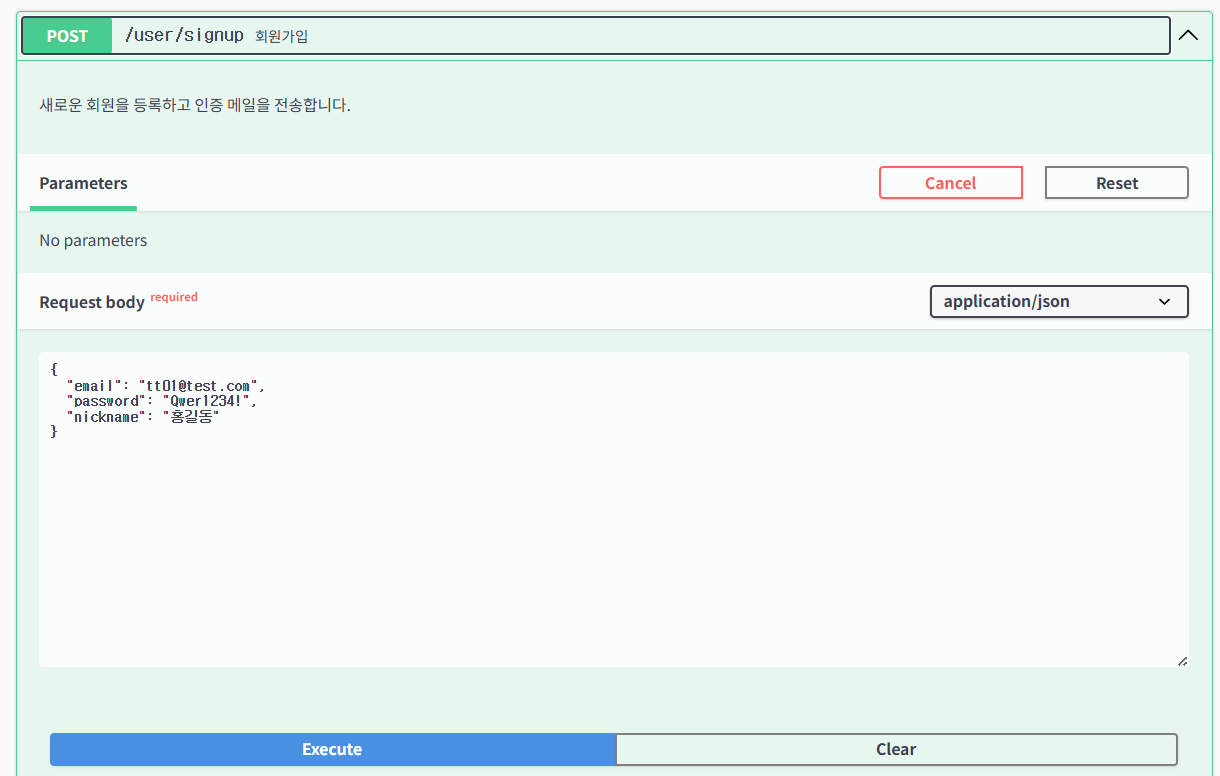 POST /user/signup 회원가입
새로운 회원을 등록하고 인증 메일을 전송합니다.
Parameters Cancel Reset
No parameters
Request body required application/json
{
  "email": "tt01@test.com",
  "password": "Qwer1234!",
  "nickname": "홍길동"
}
Execute Clear